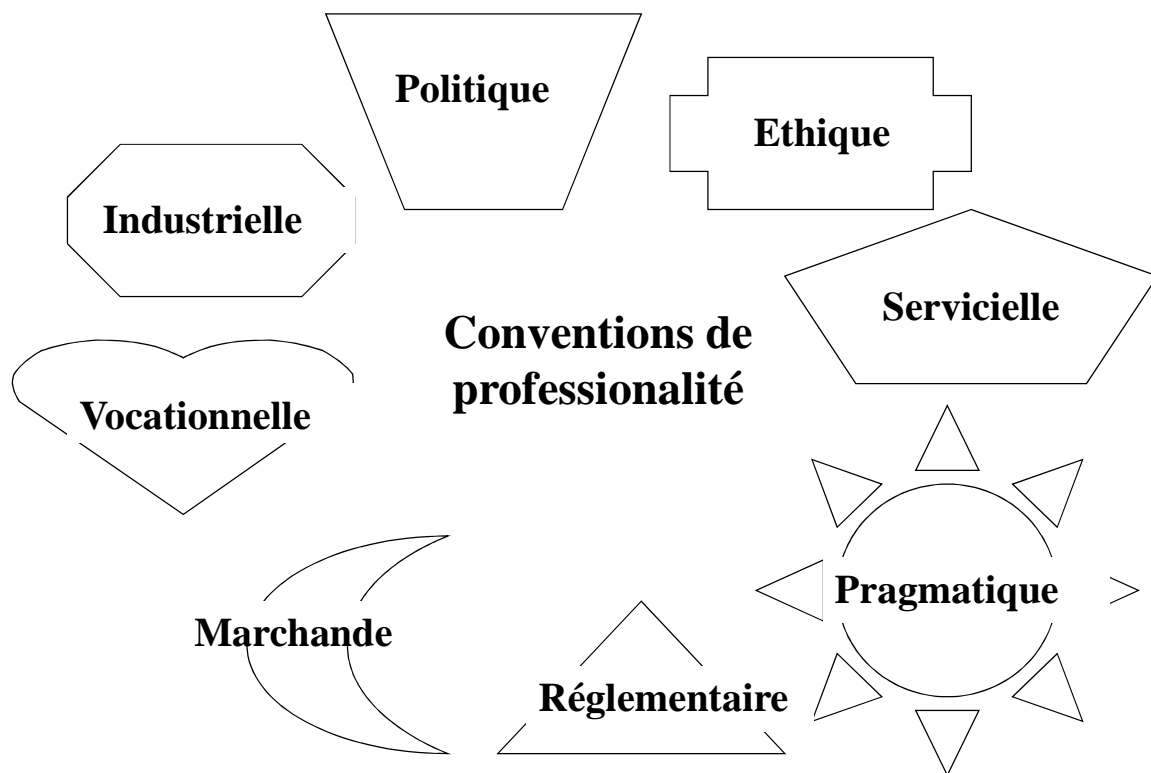 Politique
Ethique
Industrielle
Servicielle
Conventions de
professionalité
Vocationnelle
Pragmatique
Marchande
Réglementaire